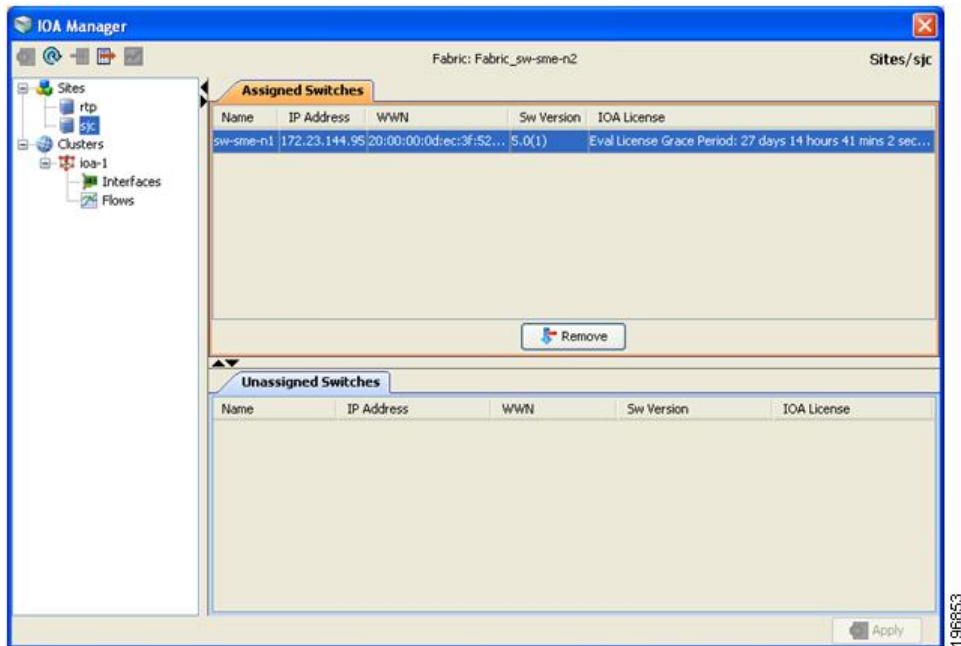 IOA Manager
Fabric: Fabric_sw-sme-n2
Sites/sjc
Sites
rtp
sjc
Clusters
ioa-1
Interfaces
Flows
Assigned Switches
Name IP Address WWN Sw Version IOA License
sw-sme-n1 172.23.144.95 20:00:00:0d:ec:3f:52... 5.0(1) Eval License Grace Period: 27 days 14 hours 41 mins 2 sec...
Remove
Unassigned Switches
Name IP Address WWN Sw Version IOA License
Apply
196853